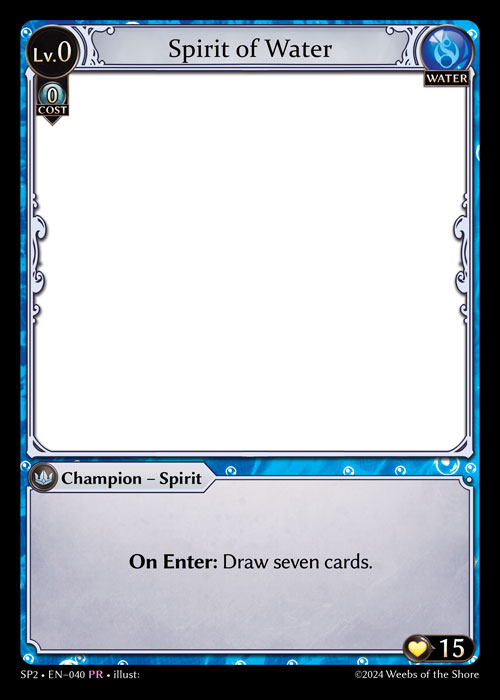 Lv.0
Spirit of Water
WATER
0
COST
Champion – Spirit
On Enter: Draw seven cards.
15
SP2 • EN–040 PR • illust:
©2024 Weebs of the Shore